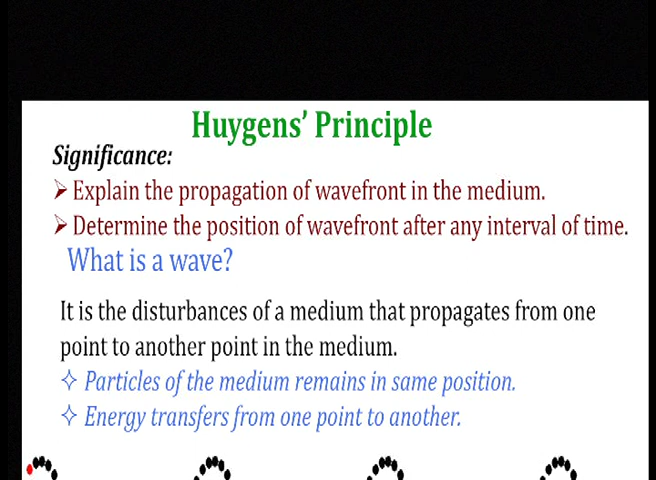 Huygens’ Principle
Significance:
Explain the propagation of wavefront in the medium.
Determine the position of wavefront after any interval of time.
What is a wave?
It is the disturbances of a medium that propagates from one
point to another point in the medium.
Particles of the medium remains in same position.
Energy transfers from one point to another.